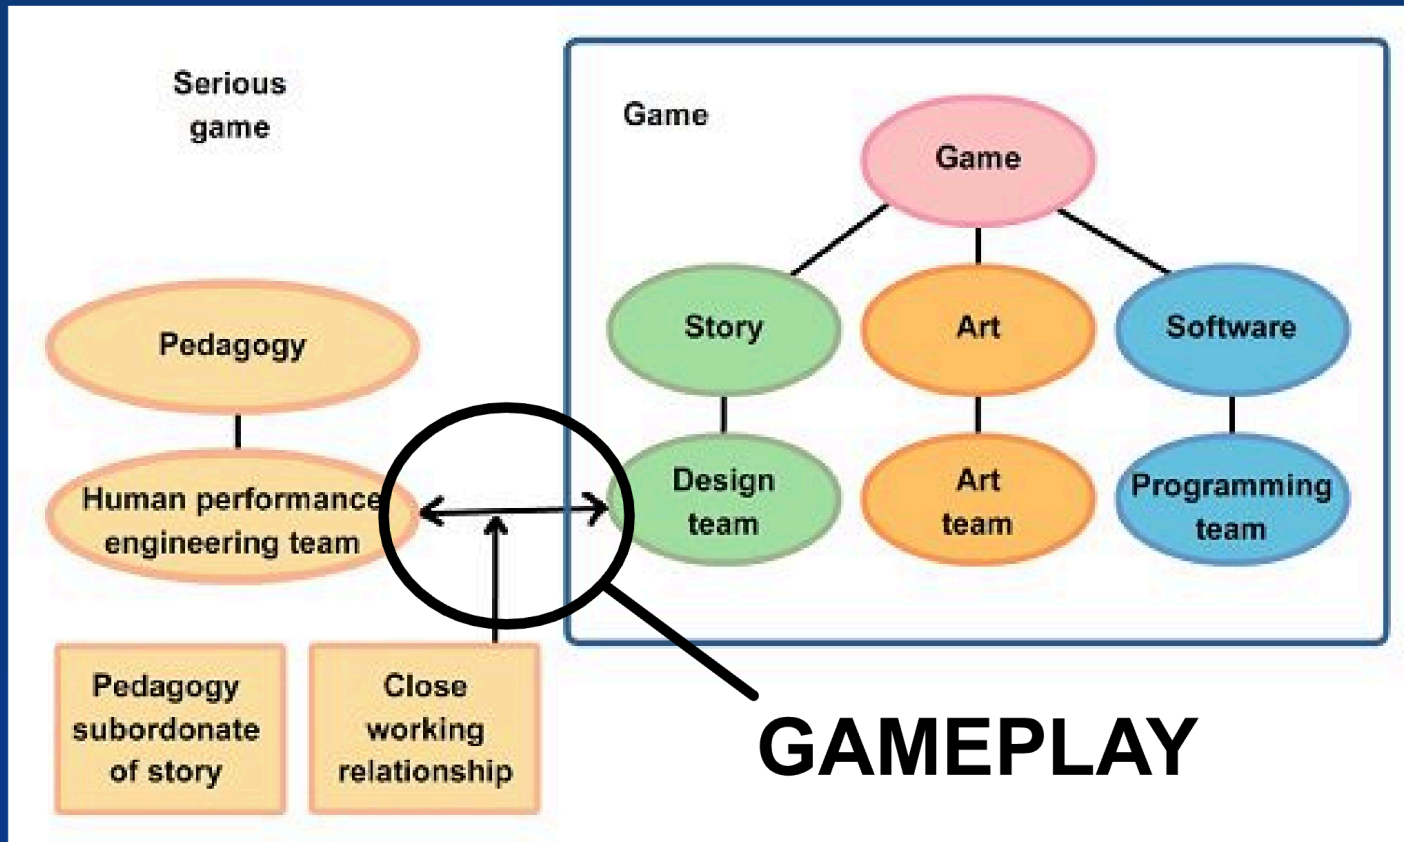 Serious
game
Game
Game
Story
Art
Software
Pedagogy
Human performance
engineering team
Design
team
Art
team
Programming
team
Pedagogy
subordonate
of story
Close
working
relationship
GAMEPLAY